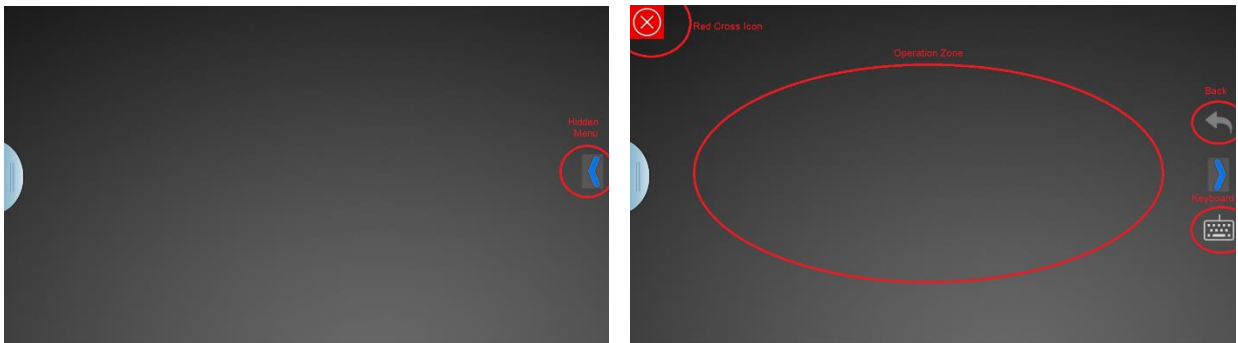 Hidden
Menu
Red Cross Icon
Operation Zone
Back
Keyboard